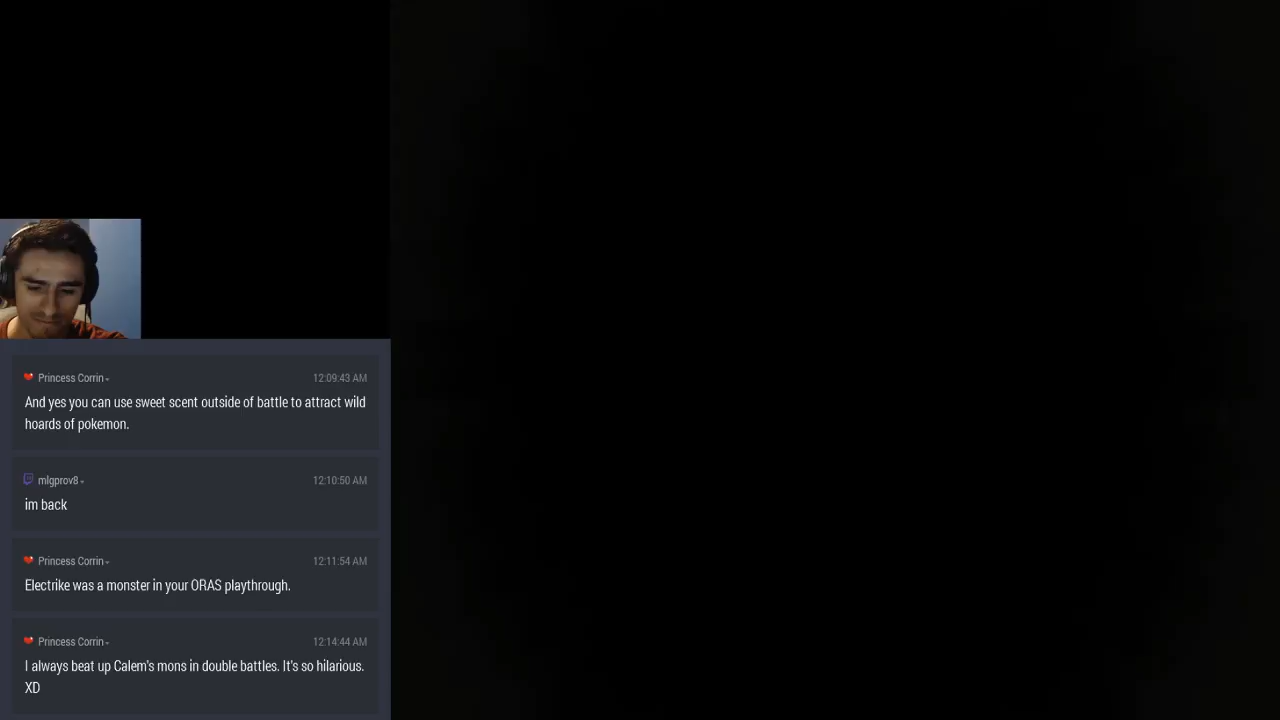 Princess Corrin 12:09:43 AM
And yes you can use sweet scent outside of battle to attract wild
hoards of pokemon.
mlgprov8 12:10:50 AM
im back
Princess Corrin 12:11:54 AM
Electrike was a monster in your ORAS playthrough.
Princess Corrin 12:14:44 AM
I always beat up Calem's mons in double battles. It's so hilarious.
XD